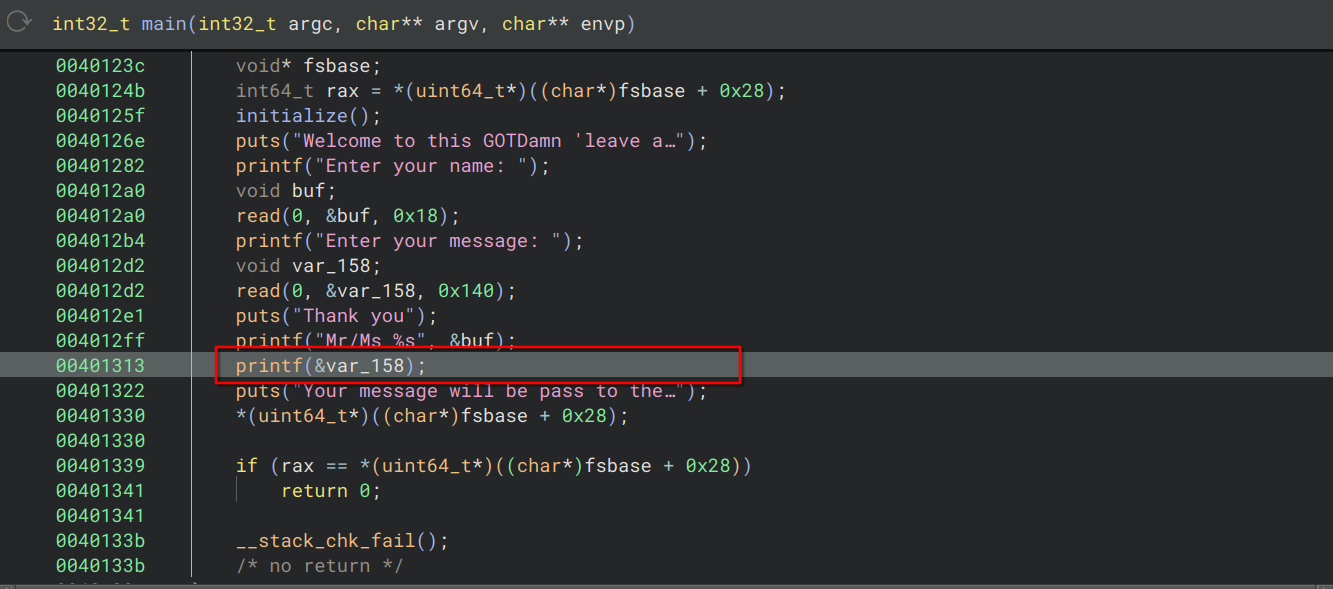 int32_t main(int32_t argc, char** argv, char** envp)
0040123c void* fsbase;
0040124b int64_t rax = *(uint64_t*)((char*)fsbase + 0x28);
0040125f initialize();
0040126e puts("Welcome to this GOTDamn 'leave a…");
00401282 printf("Enter your name: ");
004012a0 void buf;
004012a0 read(0, &buf, 0x18);
004012b4 printf("Enter your message: ");
004012d2 void var_158;
004012d2 read(0, &var_158, 0x140);
004012e1 puts("Thank you");
004012ff printf("Mr/Ms %s", &buf);
00401313 printf(&var_158);
00401322 puts("Your message will be pass to the…");
00401330 *(uint64_t*)((char*)fsbase + 0x28);
00401330
00401339 if (rax == *(uint64_t*)((char*)fsbase + 0x28))
00401341 return 0;
00401341
0040133b __stack_chk_fail();
0040133b /* no return */